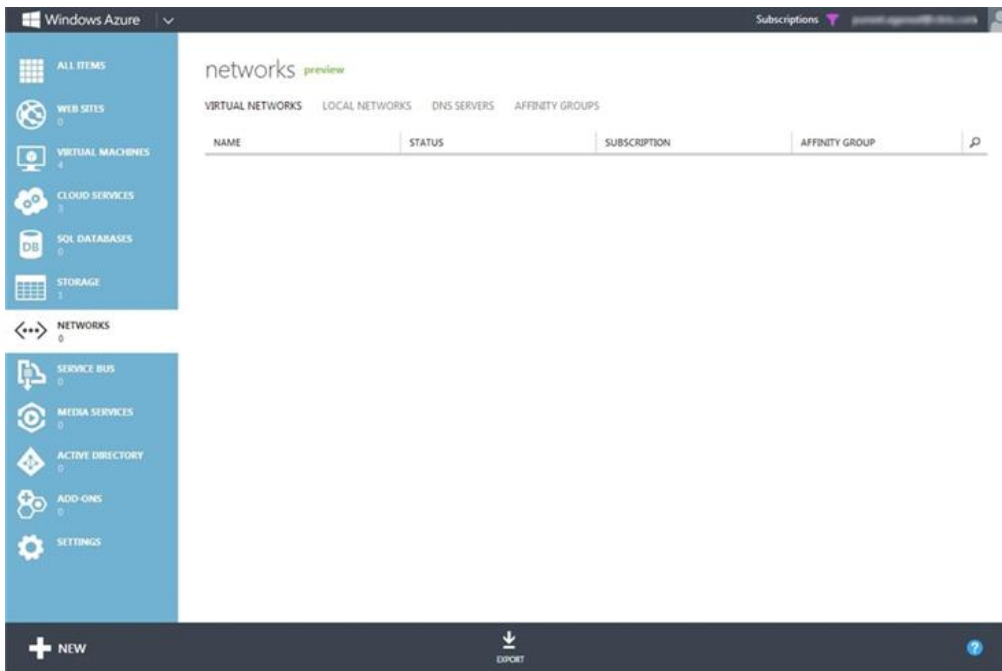 Windows Azure
Subscriptions
ALL ITEMS
WEB SITES
0
VIRTUAL MACHINES
4
CLOUD SERVICES
3
SQL DATABASES
0
STORAGE
1
NETWORKS
0
SERVICE BUS
0
MEDIA SERVICES
0
ACTIVE DIRECTORY
0
ADD-ONS
0
SETTINGS
networks preview
VIRTUAL NETWORKS LOCAL NETWORKS DNS SERVERS AFFINITY GROUPS
NAME STATUS SUBSCRIPTION AFFINITY GROUP
DB
NEW
EXPORT
?